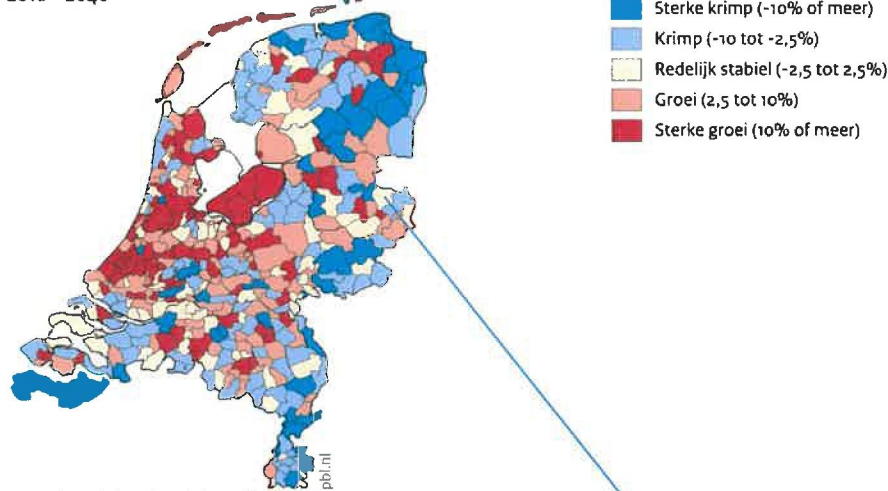 Sterke krimp (-10% of meer)
Krimp (-10 tot -2,5%)
Redelijk stabiel (-2,5 tot 2,5%)
Groei (2,5 tot 10%)
Sterke groei (10% of meer)
pbl.nl